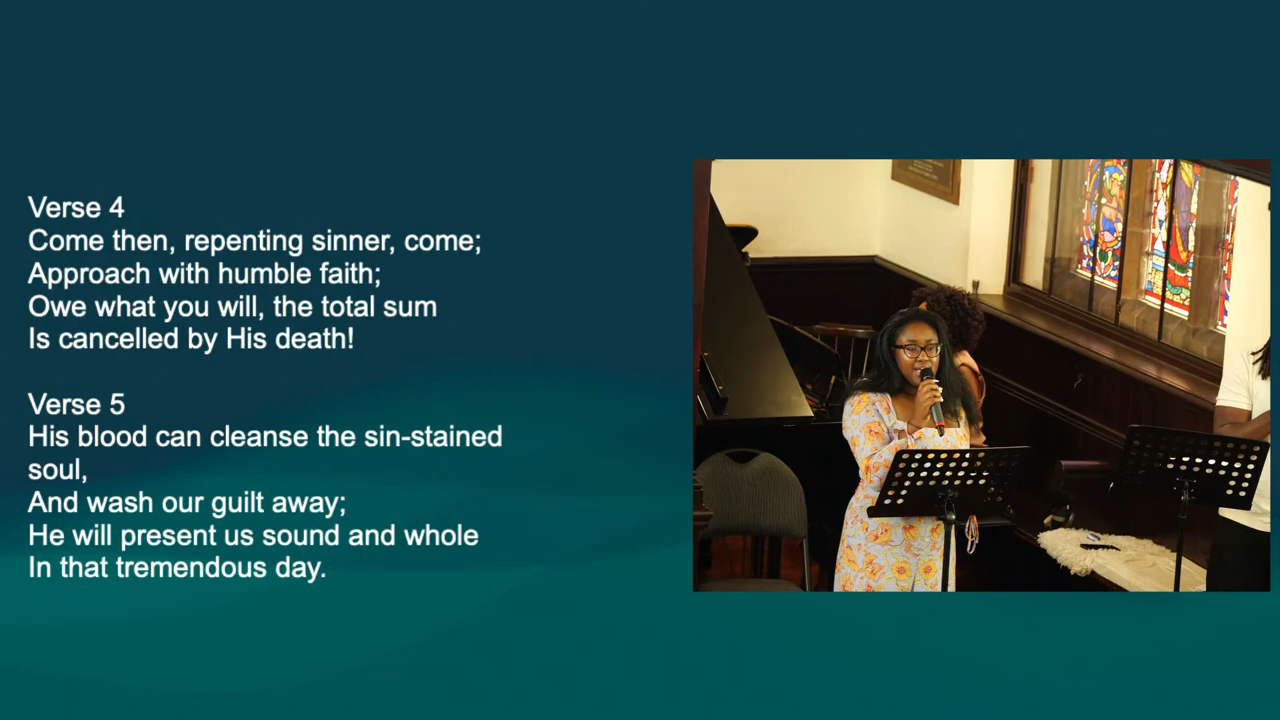 Verse 4
Come then, repenting sinner, come;
Approach with humble faith;
Owe what you will, the total sum
Is cancelled by His death!
Verse 5
His blood can cleanse the sin-stained
soul,
And wash our guilt away;
He will present us sound and whole
In that tremendous day.